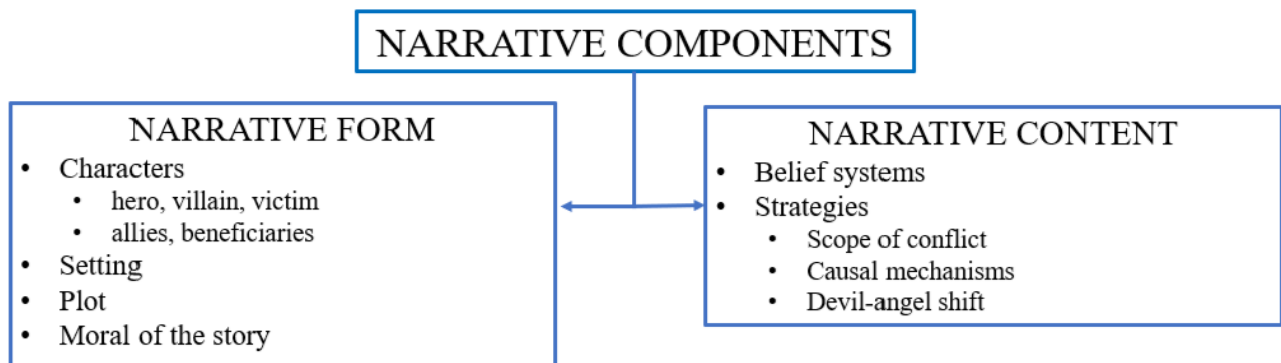 NARRATIVE COMPONENTS
NARRATIVE FORM
• Characters
• hero, villain, victim
• allies, beneficiaries
• Setting
• Plot
• Moral of the story
NARRATIVE CONTENT
• Belief systems
• Strategies
• Scope of conflict
• Causal mechanisms
• Devil-angel shift